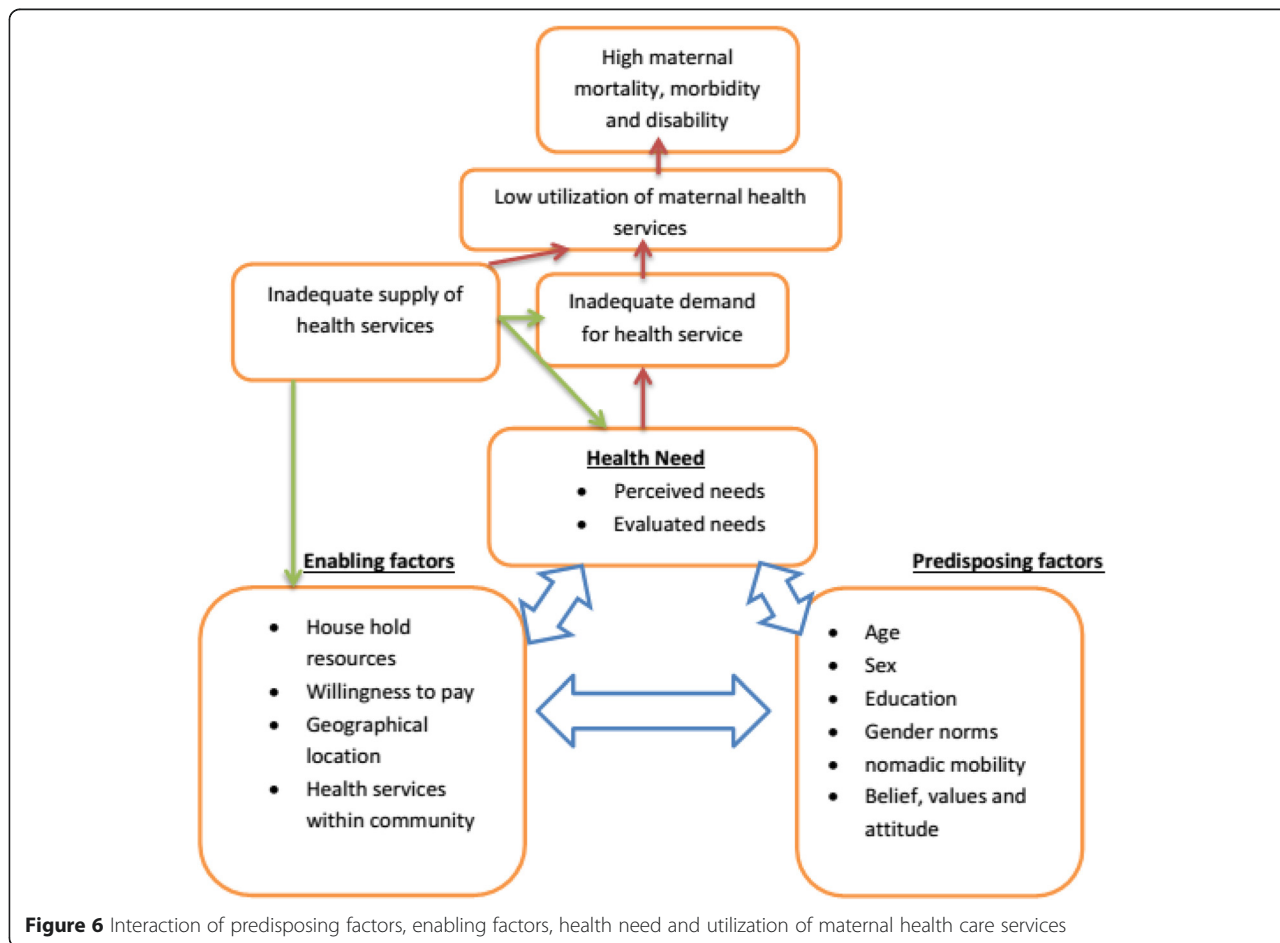 High maternal
mortality, morbidity
and disability
Low utilization of maternal health
services
Inadequate supply of
health services
Inadequate demand
for health service
Health Need
• Perceived needs
• Evaluated needs
Enabling factors
• House hold
resources
• Willingness to pay
• Geographical
location
• Health services
within community
Predisposing factors
• Age
• Sex
• Education
• Gender norms
• nomadic mobility
• Belief, values and
attitude
Figure 6 Interaction of predisposing factors, enabling factors, health need and utilization of maternal health care services